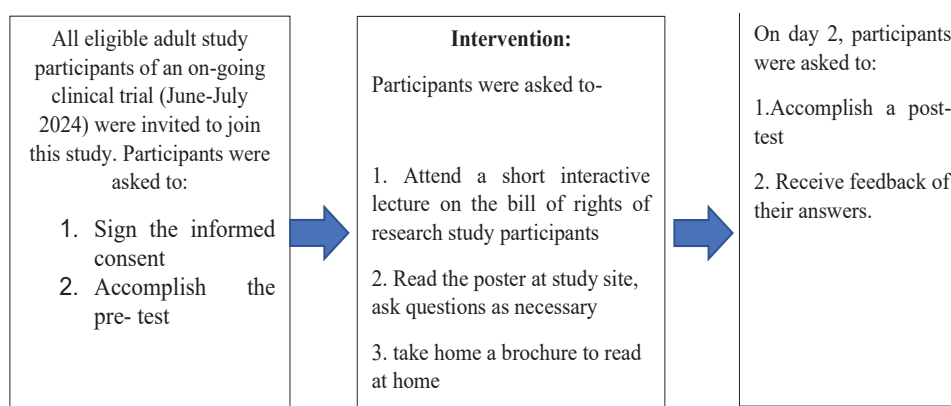 All eligible adult study
participants of an on-going
clinical trial (June-July
2024) were invited to join
this study. Participants were
asked to:
1. Sign the informed
consent
2. Accomplish the
pre- test
Intervention:
Participants were asked to-
1. Attend a short interactive
lecture on the bill of rights of
research study participants
2. Read the poster at study site,
ask questions as necessary
3. take home a brochure to read
at home
On day 2, participants
were asked to:
1.Accomplish a post-
test
2. Receive feedback of
their answers.